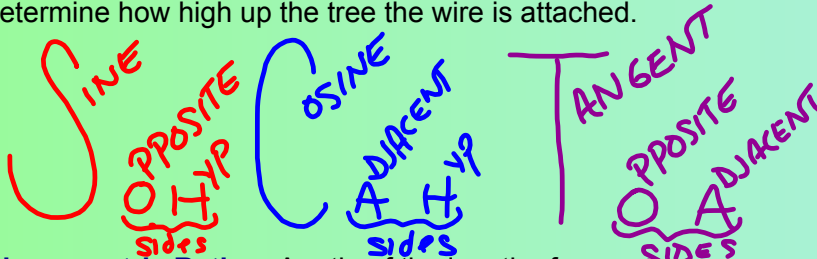 etermine how high up the tree the wire is attached.
SINE COSINE TANGENT
OPPOSITE HYP ADJACENT HYP OPPOSITE ADJACENT
sides sides SIDES